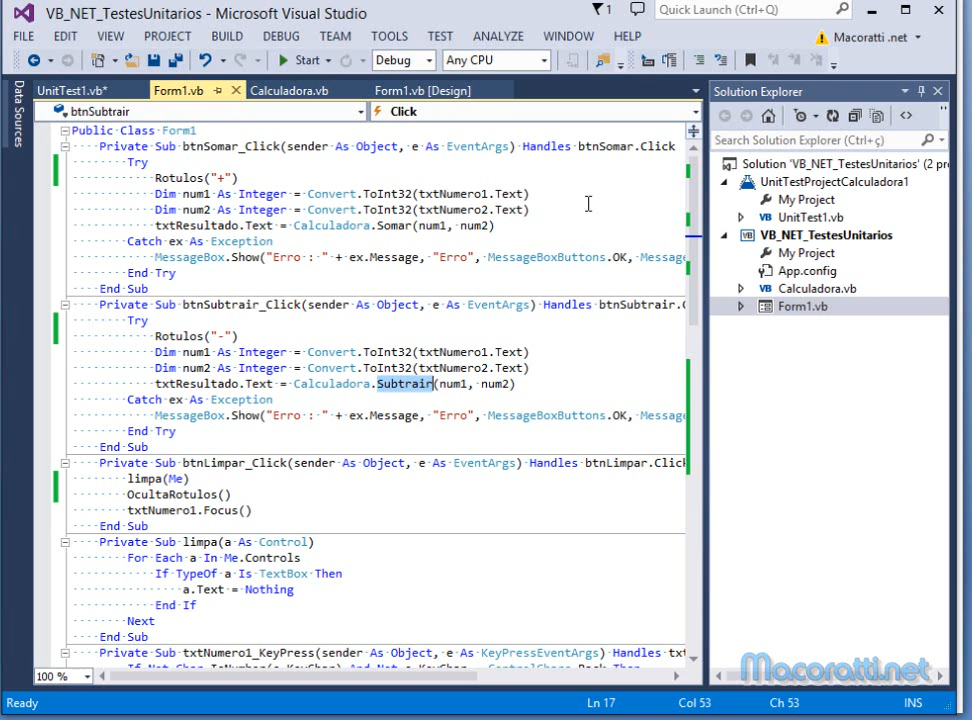 VB_NET_TestesUnitarios - Microsoft Visual Studio
1
Quick Launch (Ctrl+Q)
FILE EDIT VIEW PROJECT BUILD DEBUG TEAM TOOLS TEST ANALYZE WINDOW HELP
Macoratti .net
Start Debug Any CPU
Data Sources
UnitTest1.vb* Form1.vb Calculadora.vb Form1.vb [Design]
btnSubtrair Click
Public Class Form1
Private Sub btnSomar_Click(sender As Object, e As EventArgs) Handles btnSomar.Click
Try
Rotulos("+")
Dim num1 As Integer = Convert.ToInt32(txtNumero1.Text)
Dim num2 As Integer = Convert.ToInt32(txtNumero2.Text)
txtResultado.Text = Calculadora.Somar(num1, num2)
Catch ex As Exception
MessageBox.Show("Erro : " + ex.Message, "Erro", MessageBoxButtons.OK, Message
End Try
End Sub
Private Sub btnSubtrair_Click(sender As Object, e As EventArgs) Handles btnSubtrair.C
Try
Rotulos("-")
Dim num1 As Integer = Convert.ToInt32(txtNumero1.Text)
Dim num2 As Integer = Convert.ToInt32(txtNumero2.Text)
txtResultado.Text = Calculadora.Subtrair(num1, num2)
Catch ex As Exception
MessageBox.Show("Erro : " + ex.Message, "Erro", MessageBoxButtons.OK, Message
End Try
End Sub
Private Sub btnLimpar_Click(sender As Object, e As EventArgs) Handles btnLimpar.Click
limpa(Me)
OcultaRotulos()
txtNumero1.Focus()
End Sub
Private Sub limpa(a As Control)
For Each a In Me.Controls
If TypeOf a Is TextBox Then
a.Text = Nothing
End If
Next
End Sub
Private Sub txtNumero1_KeyPress(sender As Object, e As KeyPressEventArgs) Handles txt
100 %
Solution Explorer
Search Solution Explorer (Ctrl+ç)
Solution 'VB_NET_TestesUnitarios' (2 pr
UnitTestProjectCalculadora1
My Project
UnitTest1.vb
VB_NET_TestesUnitarios
My Project
App.config
Calculadora.vb
Form1.vb
Macoratti.net
Ready Ln 17 Col 53 Ch 53 INS